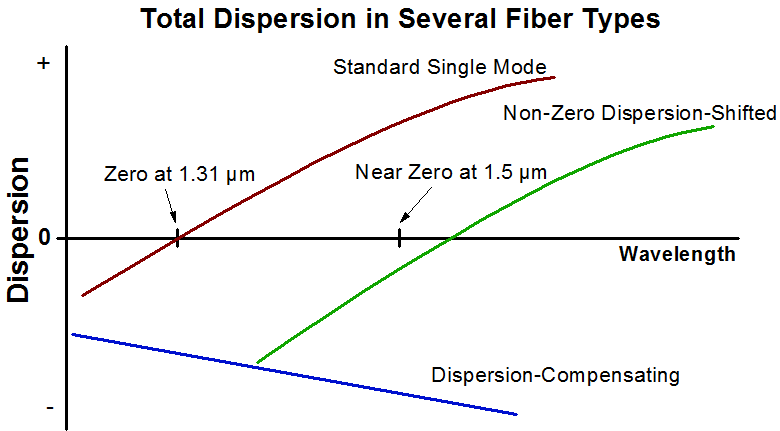 Total Dispersion in Several Fiber Types
+
Standard Single Mode
Non-Zero Dispersion-Shifted
Zero at 1.31 µm
Near Zero at 1.5 µm
Dispersion
0
Wavelength
Dispersion-Compensating
-